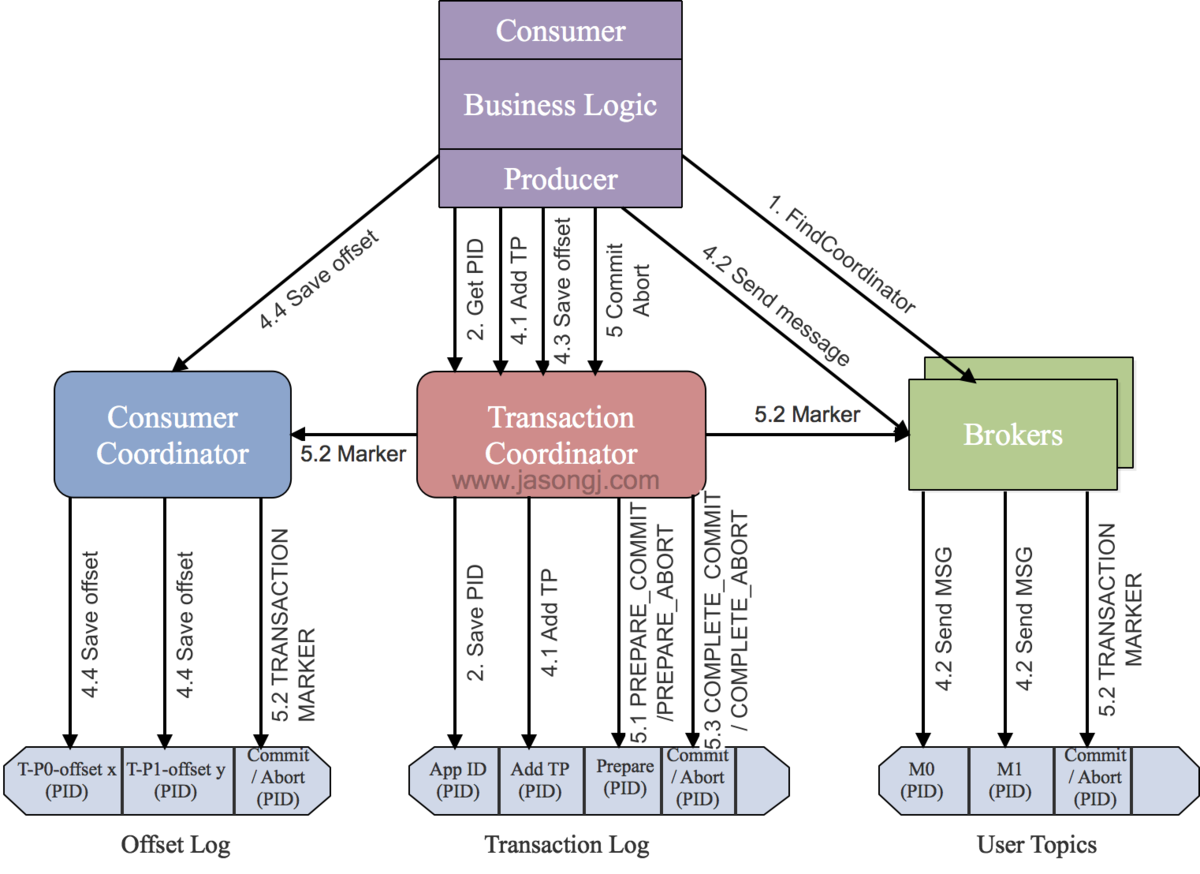 Consumer
Business Logic
Producer
1. FindCoordinator
4.4 Save offset
2. Get PID
4.1 Add TP
4.3 Save offset
5 Commit
Abort
4.2 Send message
Consumer
Coordinator
5.2 Marker
Transaction
Coordinator
www.jasongj.com
5.2 Marker
Brokers
4.4 Save offset
4.4 Save offset
5.2 TRANSACTION
MARKER
2. Save PID
4.1 Add TP
5.1 PREPARE_COMMIT
/PREPARE_ABORT
5.3 COMPLETE_COMMIT
/ COMPLETE_ABORT
4.2 Send MSG
4.2 Send MSG
5.2 TRANSACTION
MARKER
T-P0-offset x
(PID)
T-P1-offset y
(PID)
Commit
/ Abort
(PID)
App ID
(PID)
Add TP
(PID)
Prepare
(PID)
Commit
/ Abort
(PID)
M0
(PID)
M1
(PID)
Commit
/ Abort
(PID)
Offset Log
Transaction Log
User Topics